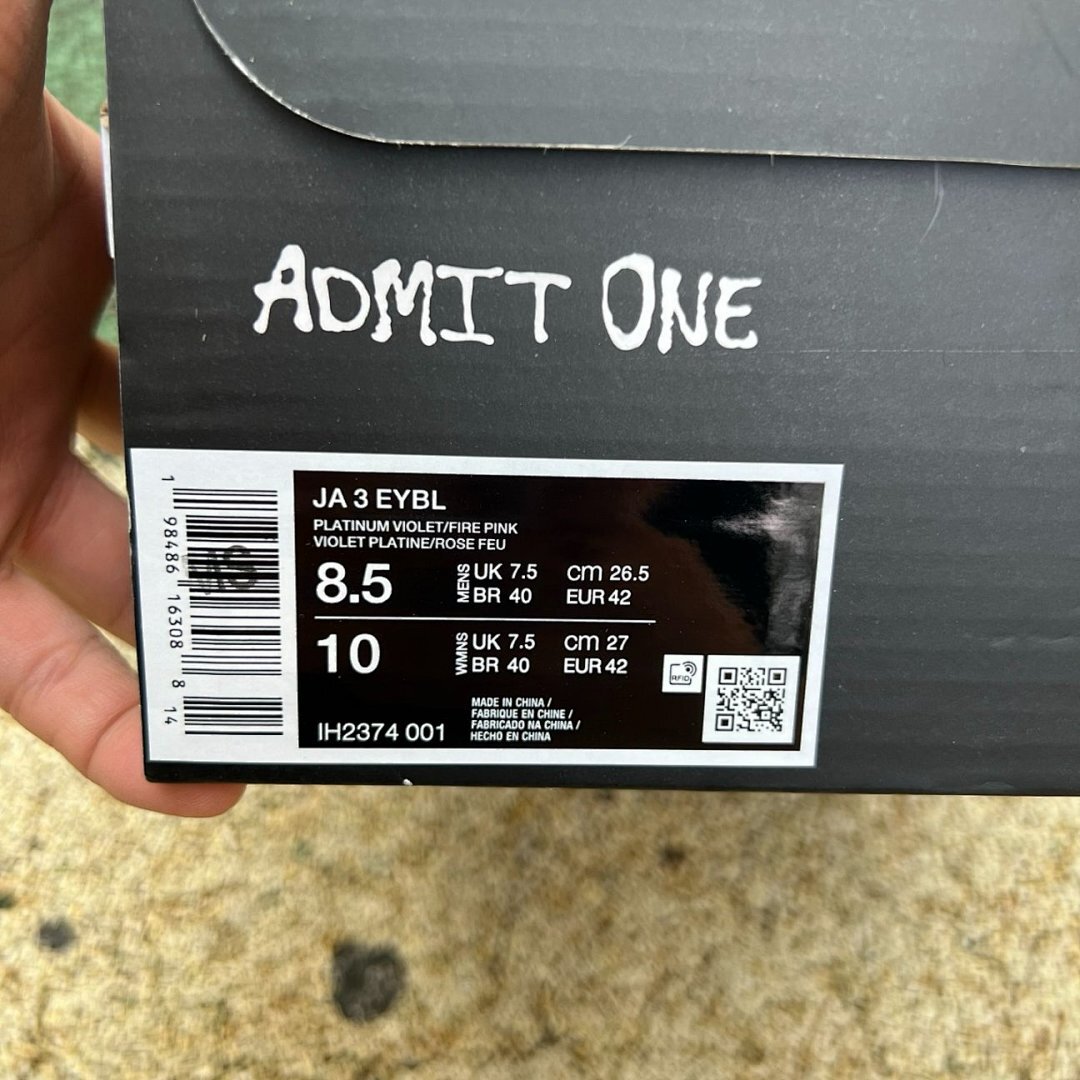 ADMIT ONE
1 98486 16308 8 14
JA 3 EYBL
PLATINUM VIOLET/FIRE PINK
VIOLET PLATINE/ROSE FEU
8.5 MENS UK 7.5 cm 26.5
BR 40 EUR 42
10 WMNS UK 7.5 cm 27
BR 40 EUR 42
RFID
IH2374 001
MADE IN CHINA /
FABRIQUE EN CHINE /
FABRICADO NA CHINA /
HECHO EN CHINA